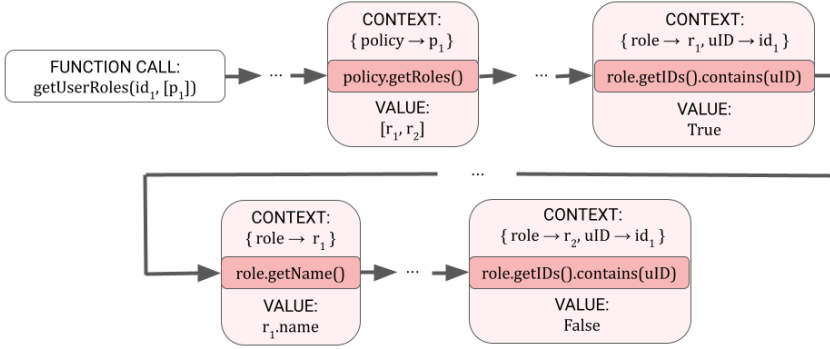 FUNCTION CALL:
getUserRoles(id₁, [p₁])
...
CONTEXT:
{ policy → p₁}
policy.getRoles()
VALUE:
[r₁, r₂]
...
CONTEXT:
{ role → r₁, uID → id₁ }
role.getIDs().contains(uID)
VALUE:
True
...
CONTEXT:
{ role → r₁ }
role.getName()
VALUE:
r₁.name
...
CONTEXT:
{ role → r₂, uID → id₁ }
role.getIDs().contains(uID)
VALUE:
False